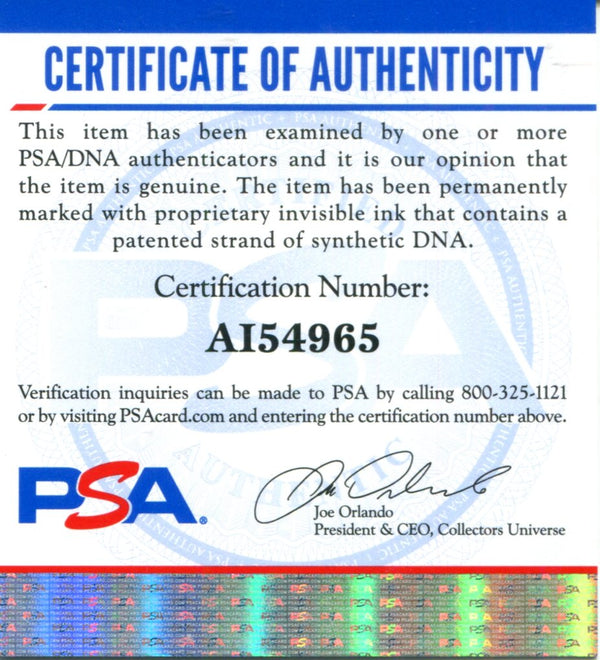 CERTIFICATE OF AUTHENTICITY
This item has been examined by one or more
PSA/DNA authenticators and it is our opinion that
the item is genuine. The item has been permanently
marked with proprietary invisible ink that contains a
patented strand of synthetic DNA.
Certification Number:
AI54965
Verification inquiries can be made to PSA by calling 800-325-1121
or by visiting PSAcard.com and entering the certification number above.
PSA®
Joe Orlando
President & CEO, Collectors Universe